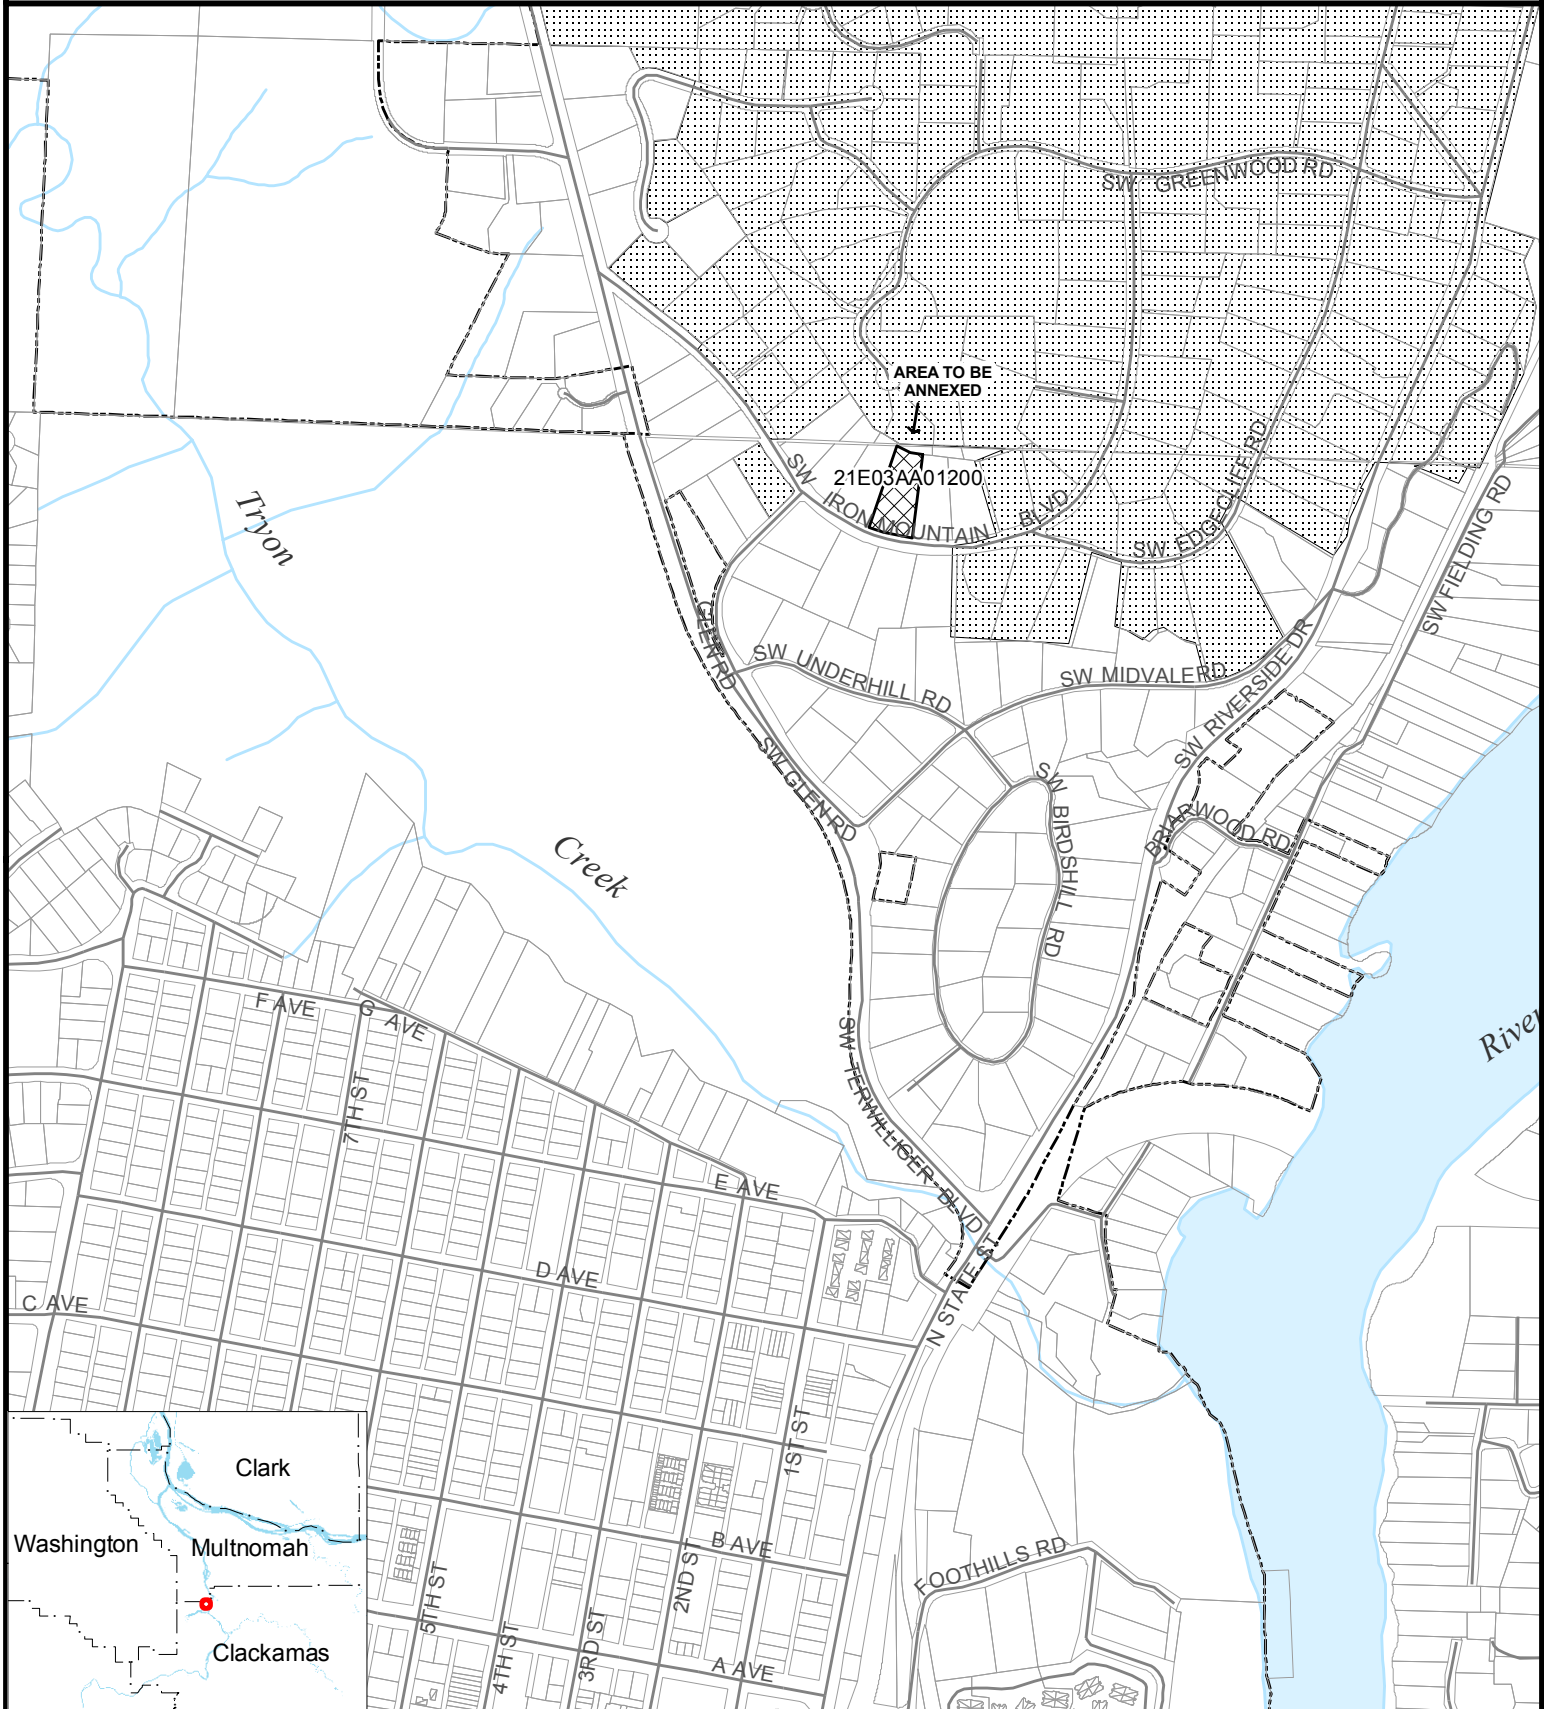 SW GREENWOOD RD
AREA TO BE
ANNEXED
21E03AA01200
SW IRON MOUNTAIN BLVD
SW EDGECLIFF RD
SW FIELDING RD
Tryon
GLEN RD
SW UNDERHILL RD
SW MIDVALE RD
SW RIVERSIDE DR
SW GLEN RD
SW BIRDSHILL RD
BRIARWOOD RD
Creek
River
F AVE
G AVE
7TH ST
SW TERWILLIGER BLVD
E AVE
D AVE
N STATE ST
C AVE
1ST ST
B AVE
2ND ST
FOOTHILLS RD
5TH ST
4TH ST
3RD ST
A AVE
Clark
Washington
Multnomah
Clackamas